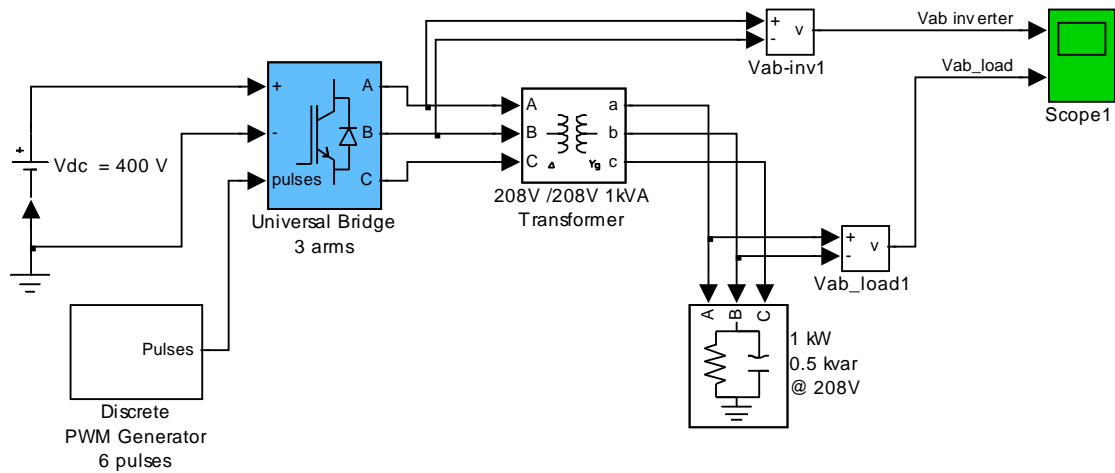 Vab inverter
+
-
v
Vab-inv1
Vab_load
Scope1
+
-
pulses
A
B
C
Universal Bridge
3 arms
+
Vdc = 400 V
A
B
C
a
b
c
Δ
Yg
208V /208V 1kVA
Transformer
+
-
v
Vab_load1
A
B
C
1 kW
0.5 kvar
@ 208V
Pulses
Discrete
PWM Generator
6 pulses